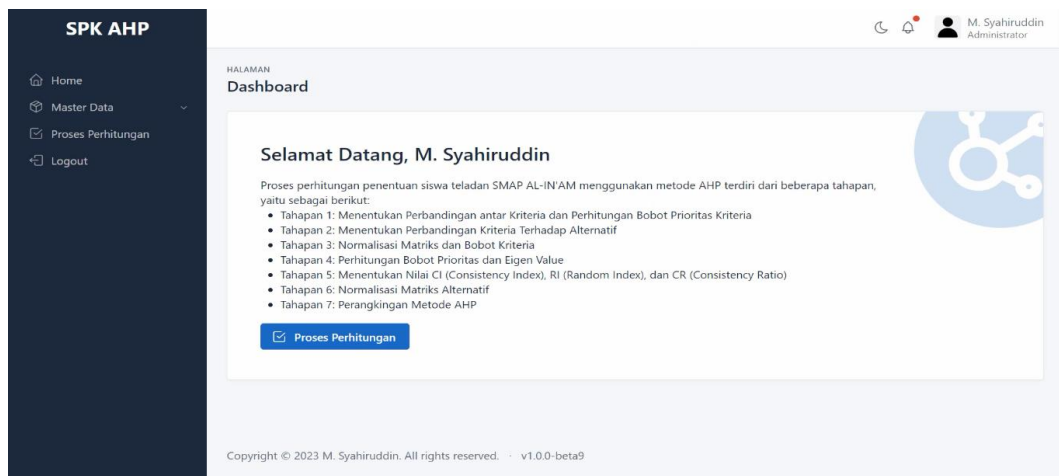 SPK AHP
M. Syahiruddin
Administrator
Home
Master Data
Proses Perhitungan
Logout
HALAMAN
Dashboard
Selamat Datang, M. Syahiruddin
Proses perhitungan penentuan siswa teladan SMAP AL-IN'AM menggunakan metode AHP terdiri dari beberapa tahapan,
yaitu sebagai berikut:
• Tahapan 1: Menentukan Perbandingan antar Kriteria dan Perhitungan Bobot Prioritas Kriteria
• Tahapan 2: Menentukan Perbandingan Kriteria Terhadap Alternatif
• Tahapan 3: Normalisasi Matriks dan Bobot Kriteria
• Tahapan 4: Perhitungan Bobot Prioritas dan Eigen Value
• Tahapan 5: Menentukan Nilai CI (Consistency Index), RI (Random Index), dan CR (Consistency Ratio)
• Tahapan 6: Normalisasi Matriks Alternatif
• Tahapan 7: Perangkingan Metode AHP
Proses Perhitungan
Copyright © 2023 M. Syahiruddin. All rights reserved. · v1.0.0-beta9